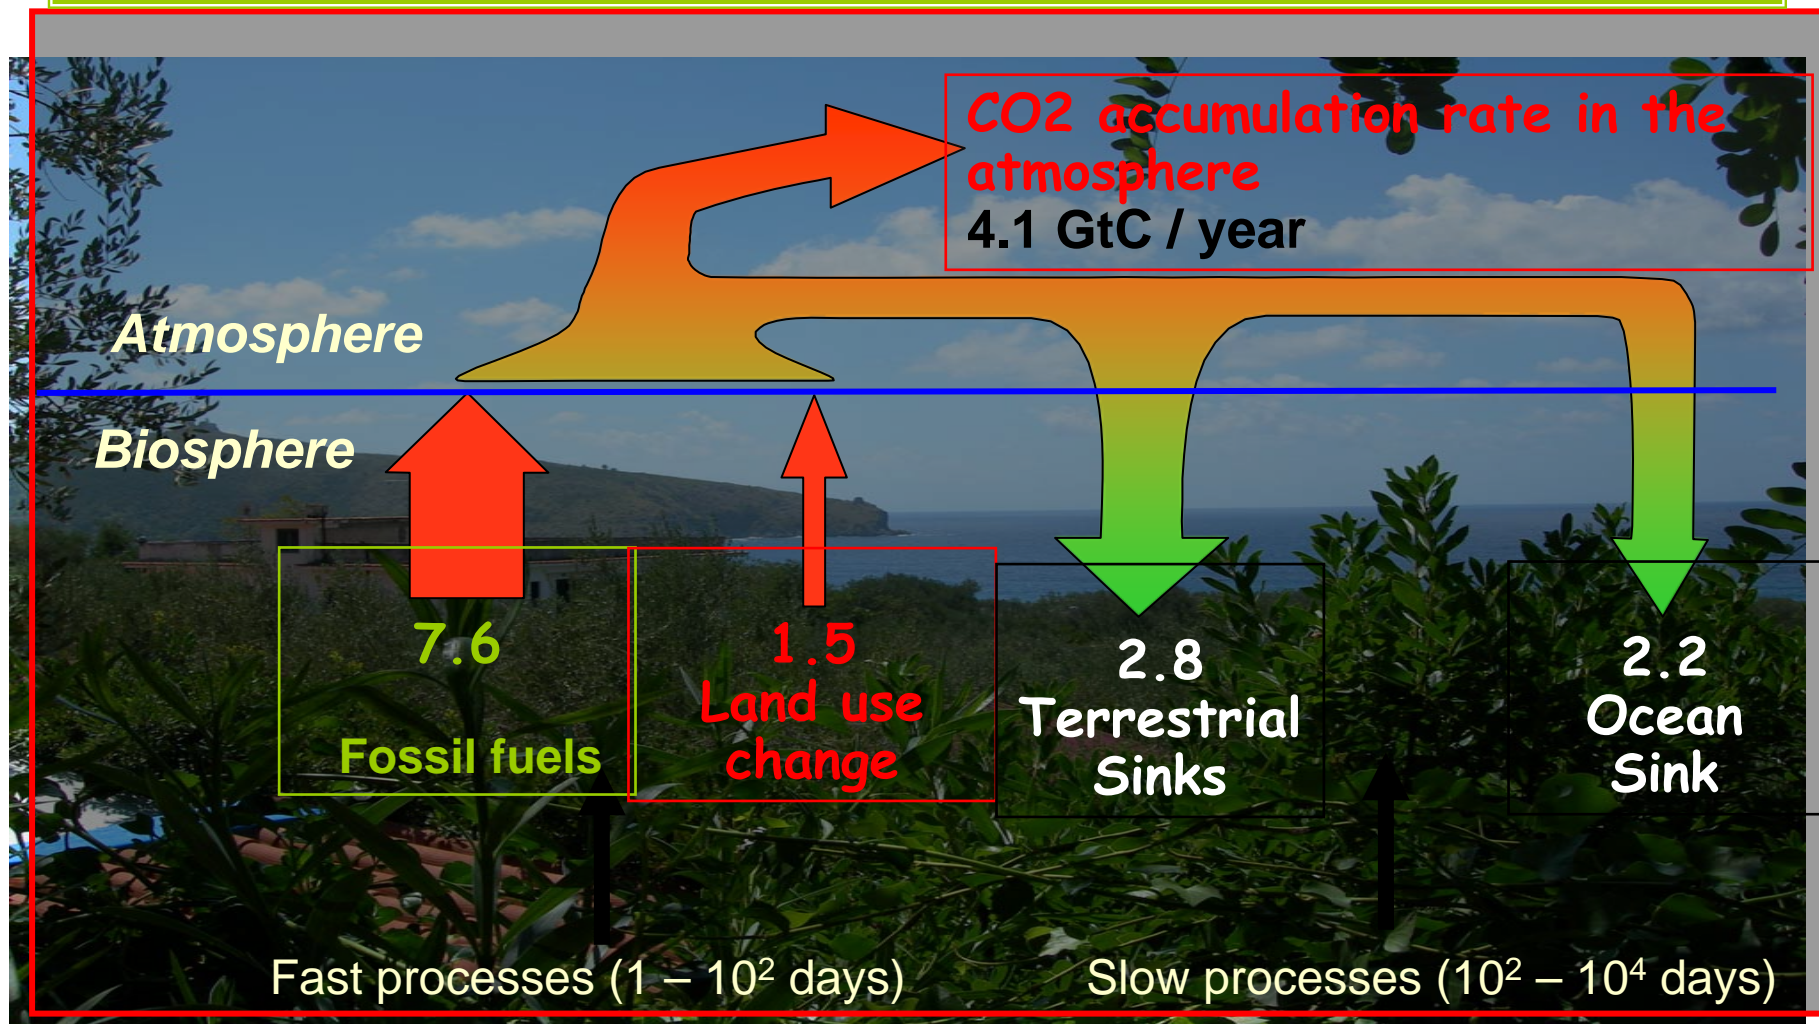 CO2 accumulation rate in the
atmosphere
4.1 GtC / year
Atmosphere
Biosphere
7.6
Fossil fuels
1.5
Land use
change
2.8
Terrestrial
Sinks
2.2
Ocean
Sink
Fast processes (1 – 10² days)
Slow processes (10² – 10⁴ days)